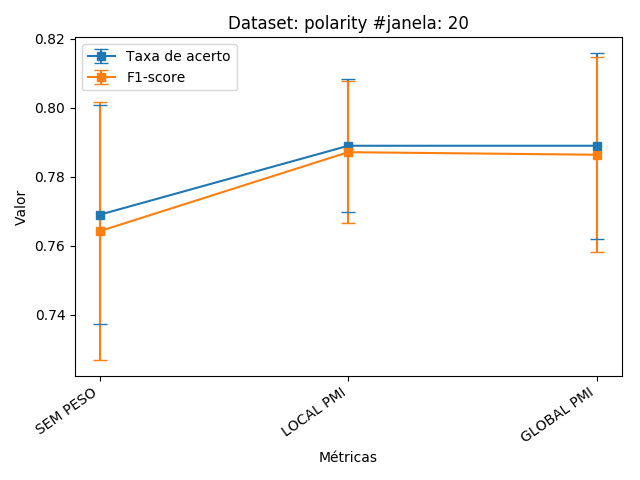 Dataset: polarity #janela: 20
Taxa de acerto
F1-score
0.82
0.80
0.78
0.76
0.74
Valor
SEM PESO
LOCAL PMI
GLOBAL PMI
Métricas